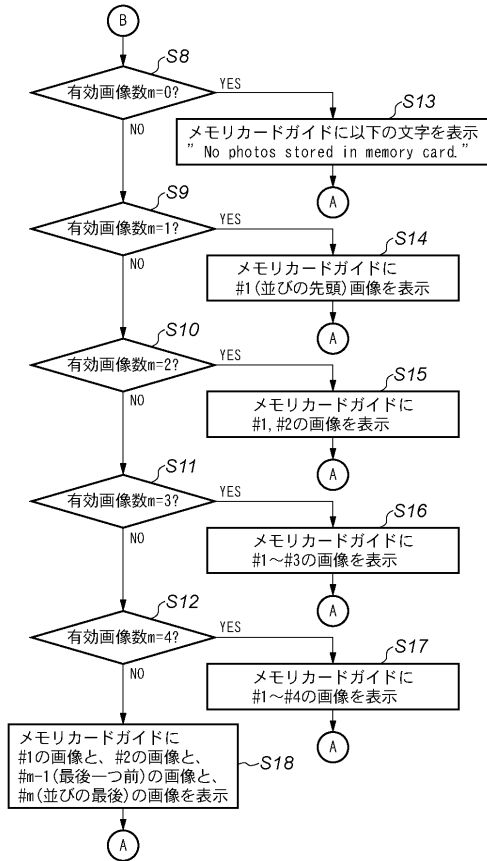 B
S8
有効画像数m=0?
YES
NO
S13
メモリカードガイドに以下の文字を表示
” No photos stored in memory card.”
A
S9
有効画像数m=1?
YES
NO
S14
メモリカードガイドに
#1(並びの先頭)画像を表示
A
S10
有効画像数m=2?
YES
NO
S15
メモリカードガイドに
#1,#2の画像を表示
A
S11
有効画像数m=3?
YES
NO
S16
メモリカードガイドに
#1～#3の画像を表示
A
S12
有効画像数m=4?
YES
NO
S17
メモリカードガイドに
#1～#4の画像を表示
A
S18
メモリカードガイドに
#1の画像と、#2の画像と、
#m-1(最後一つ前)の画像と、
#m(並びの最後)の画像を表示
A